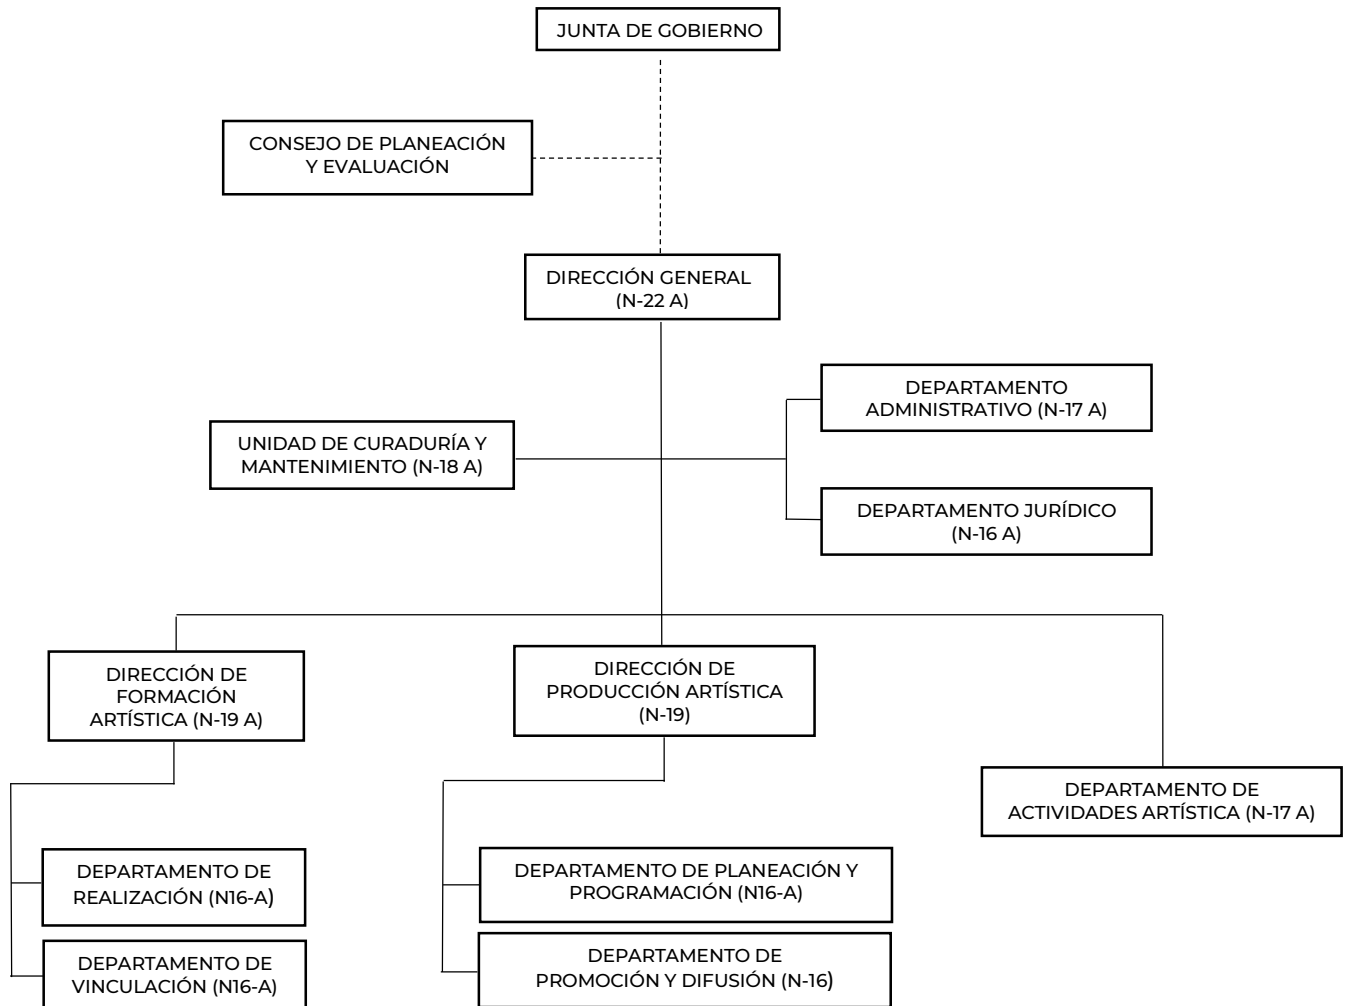 JUNTA DE GOBIERNO
CONSEJO DE PLANEACIÓN
Y EVALUACIÓN
DIRECCIÓN GENERAL
(N-22 A)
DEPARTAMENTO
ADMINISTRATIVO (N-17 A)
UNIDAD DE CURADURÍA Y
MANTENIMIENTO (N-18 A)
DEPARTAMENTO JURÍDICO
(N-16 A)
DIRECCIÓN DE
FORMACIÓN
ARTÍSTICA (N-19 A)
DIRECCIÓN DE
PRODUCCIÓN ARTÍSTICA
(N-19)
DEPARTAMENTO DE
ACTIVIDADES ARTÍSTICA (N-17 A)
DEPARTAMENTO DE
REALIZACIÓN (N16-A)
DEPARTAMENTO DE PLANEACIÓN Y
PROGRAMACIÓN (N16-A)
DEPARTAMENTO DE
VINCULACIÓN (N16-A)
DEPARTAMENTO DE
PROMOCIÓN Y DIFUSIÓN (N-16)